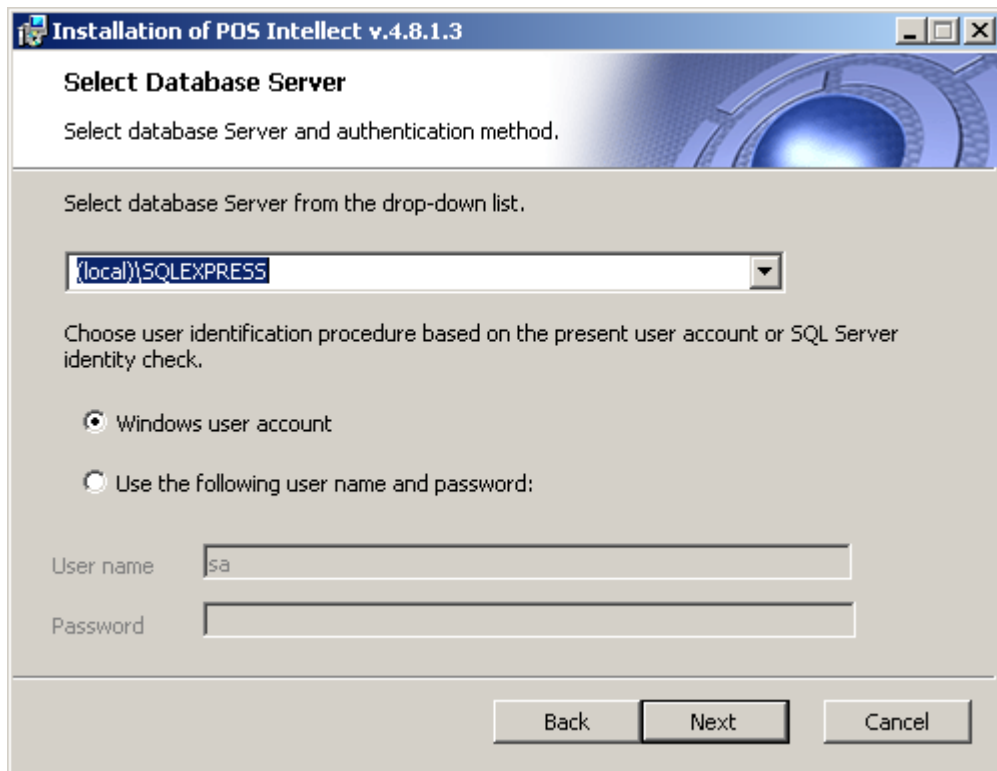 Installation of POS Intellect v.4.8.1.3
Select Database Server
Select database Server and authentication method.
Select database Server from the drop-down list.
(local)\SQLEXPRESS
Choose user identification procedure based on the present user account or SQL Server
identity check.
Windows user account
Use the following user name and password:
User name sa
Password
Back Next Cancel